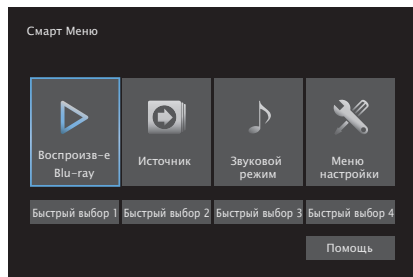 Смарт Меню
Воспроизв-е
Blu-ray
Источник
Звуковой
режим
Меню
настройки
Быстрый выбор 1 Быстрый выбор 2 Быстрый выбор 3 Быстрый выбор 4
Помощь